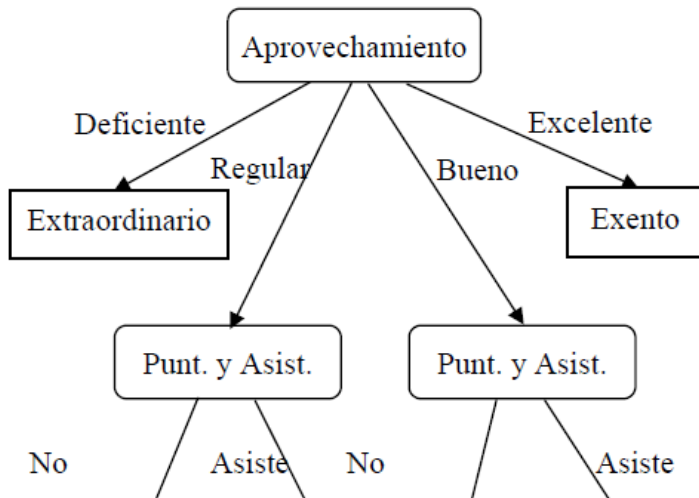 Aprovechamiento
Deficiente
Excelente
Regular
Bueno
Extraordinario
Exento
Punt. y Asist.
Punt. y Asist.
No
Asiste
No
Asiste